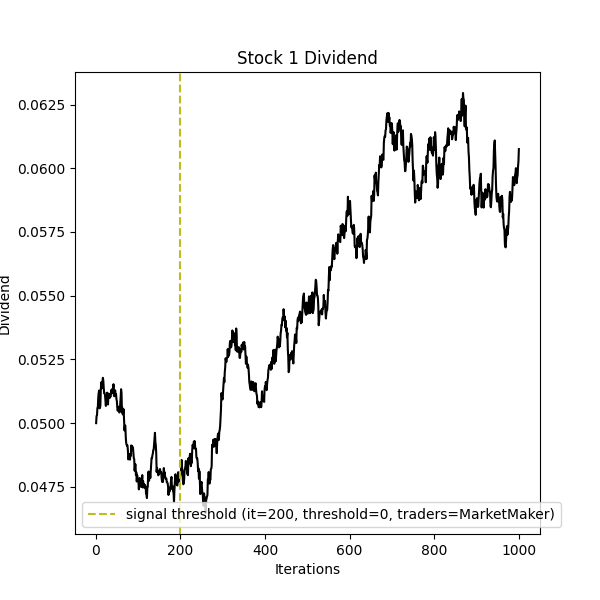 Stock 1 Dividend
0.0625
0.0600
0.0575
0.0550
0.0525
0.0500
0.0475
Dividend
signal threshold (it=200, threshold=0, traders=MarketMaker)
0 200 400 600 800 1000
Iterations